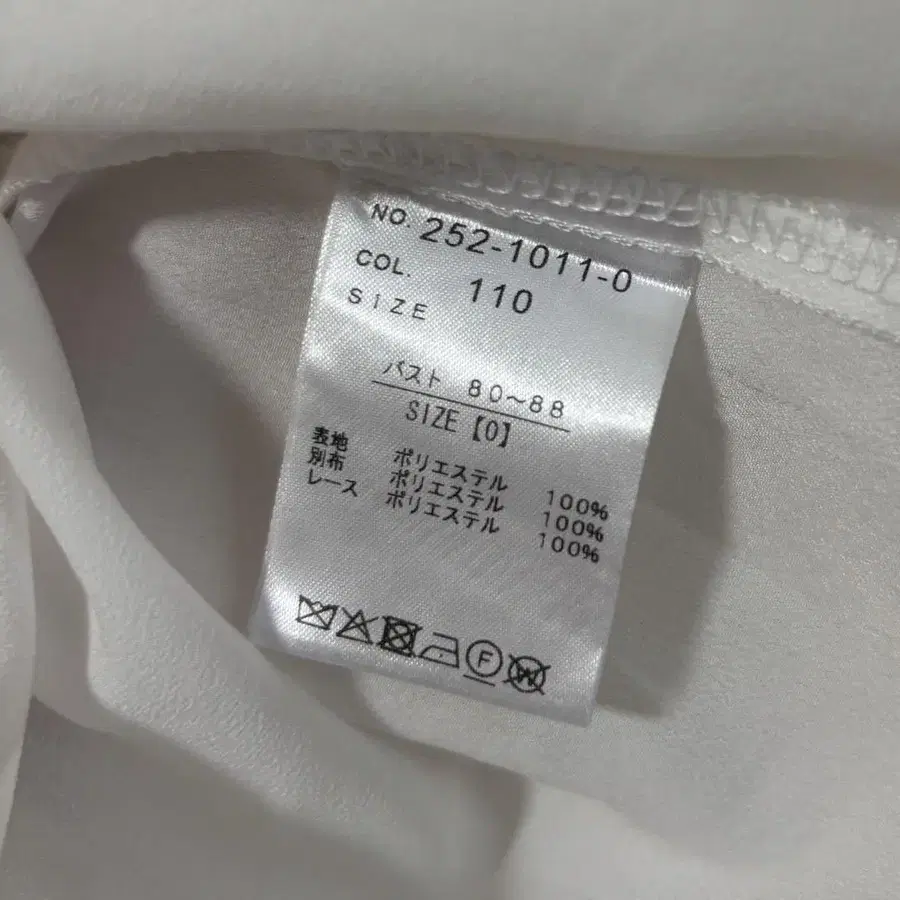 NO. 252-1011-0
COL. 110
SIZE
バスト 80~88
SIZE【0】
表地 ポリエステル 100%
別布 ポリエステル 100%
レース ポリエステル 100%
F W